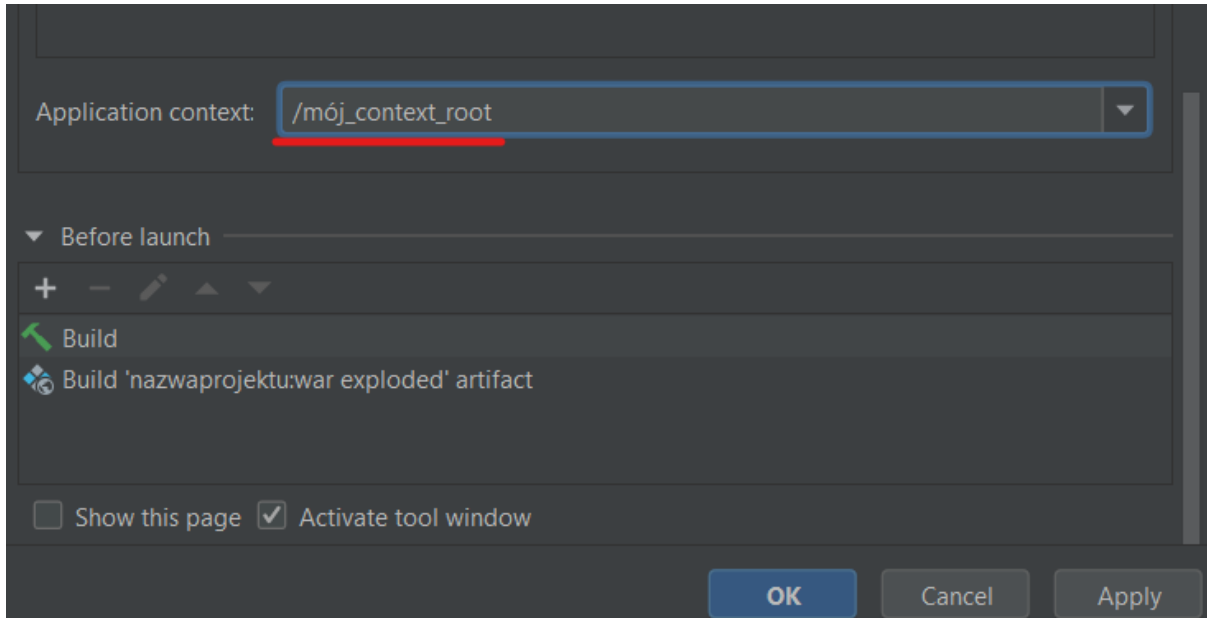 Application context: /mój_context_root
Before launch
Build
Build 'nazwaprojektu:war exploded' artifact
Show this page Activate tool window
OK Cancel Apply